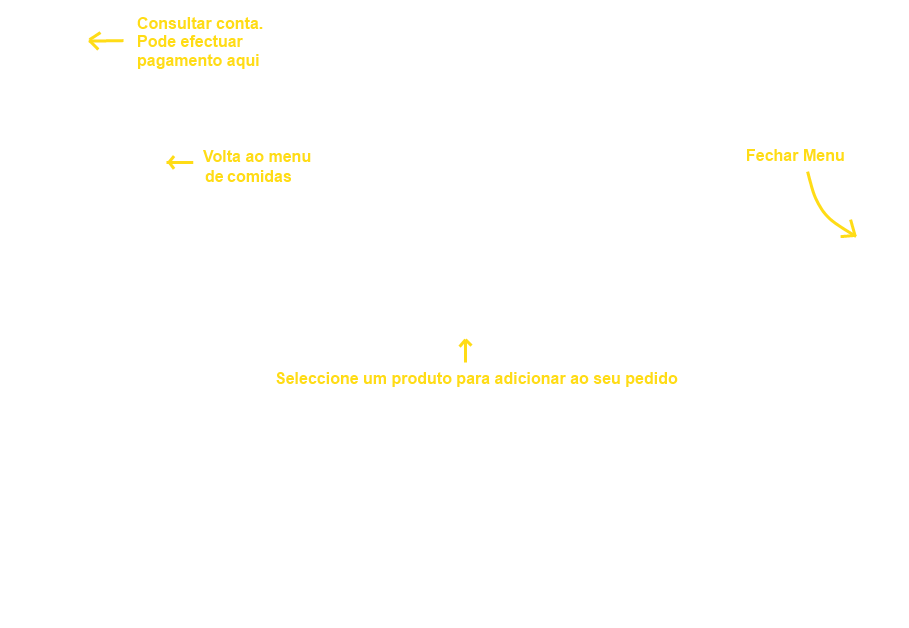 Consultar conta.
Pode efectuar
pagamento aqui
Volta ao menu
de comidas
Fechar Menu
Seleccione um produto para adicionar ao seu pedido